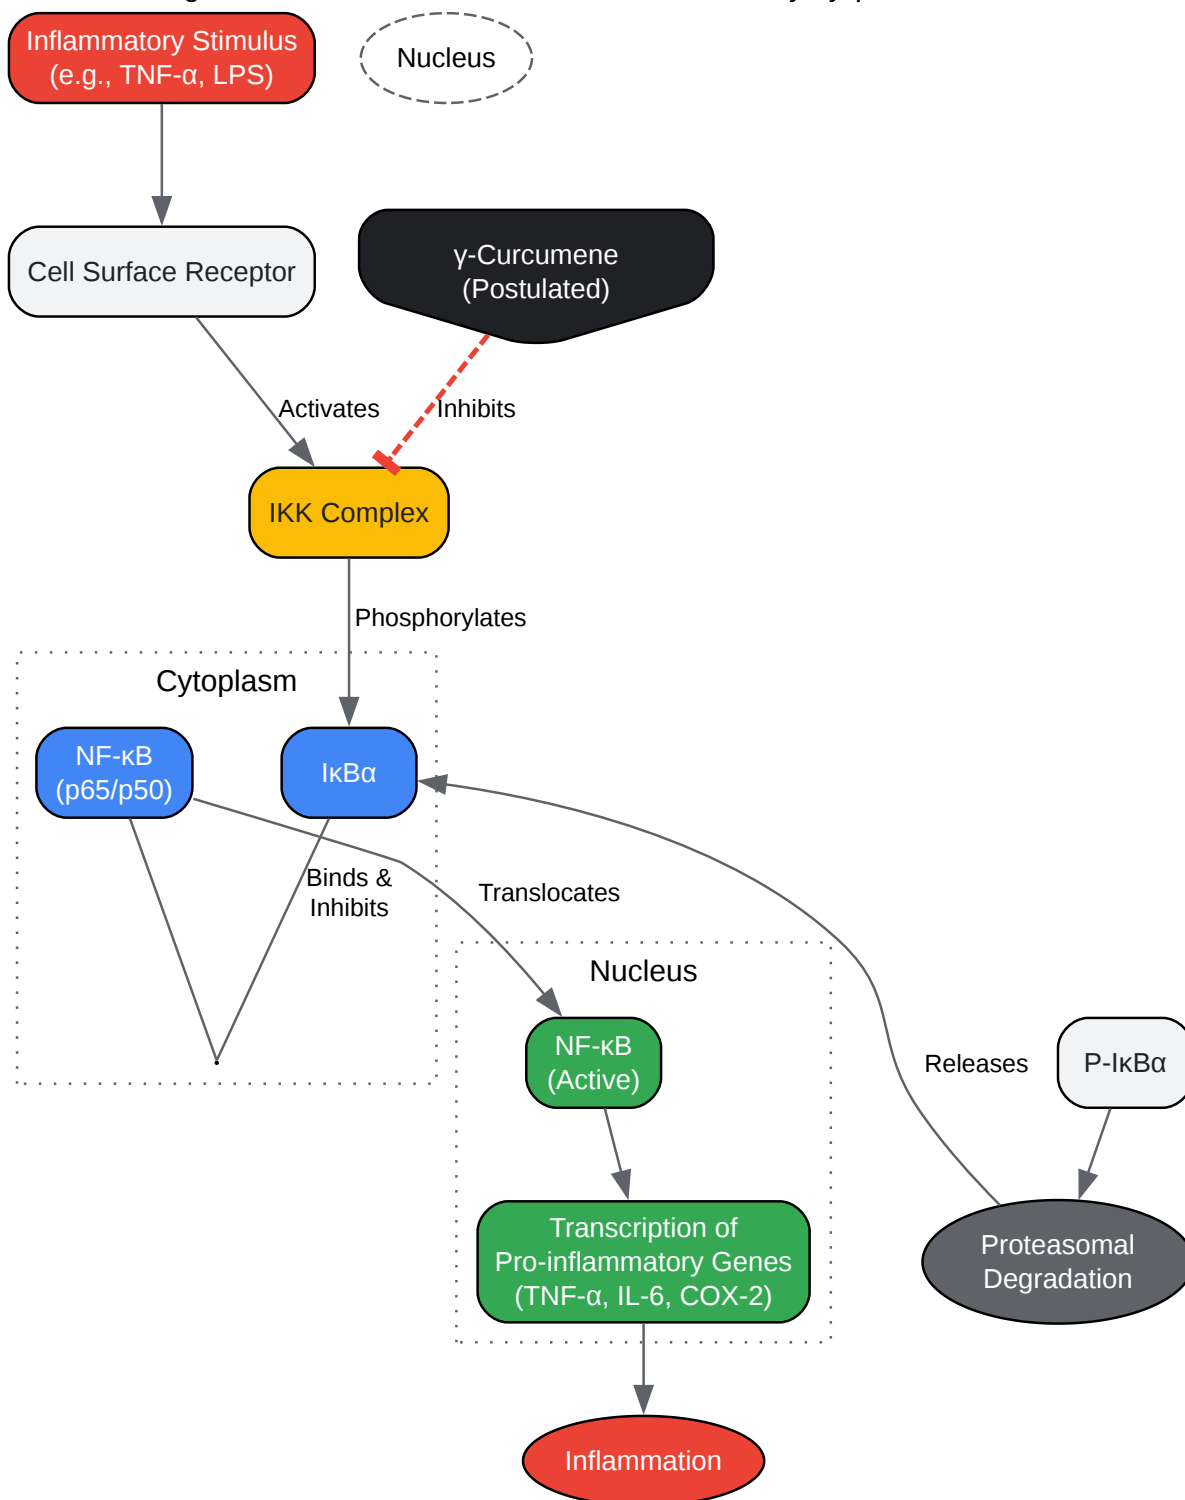 Inflammatory Stimulus
(e.g., TNF-α, LPS)
Nucleus
Cell Surface Receptor
γ-Curcumene
(Postulated)
Activates
Inhibits
IKK Complex
Phosphorylates
Cytoplasm
NF-κB
(p65/p50)
IκBα
Binds &
Inhibits
Translocates
Nucleus
NF-κB
(Active)
Releases
P-IκBα
Transcription of
Pro-inflammatory Genes
(TNF-α, IL-6, COX-2)
Proteasomal
Degradation
Inflammation